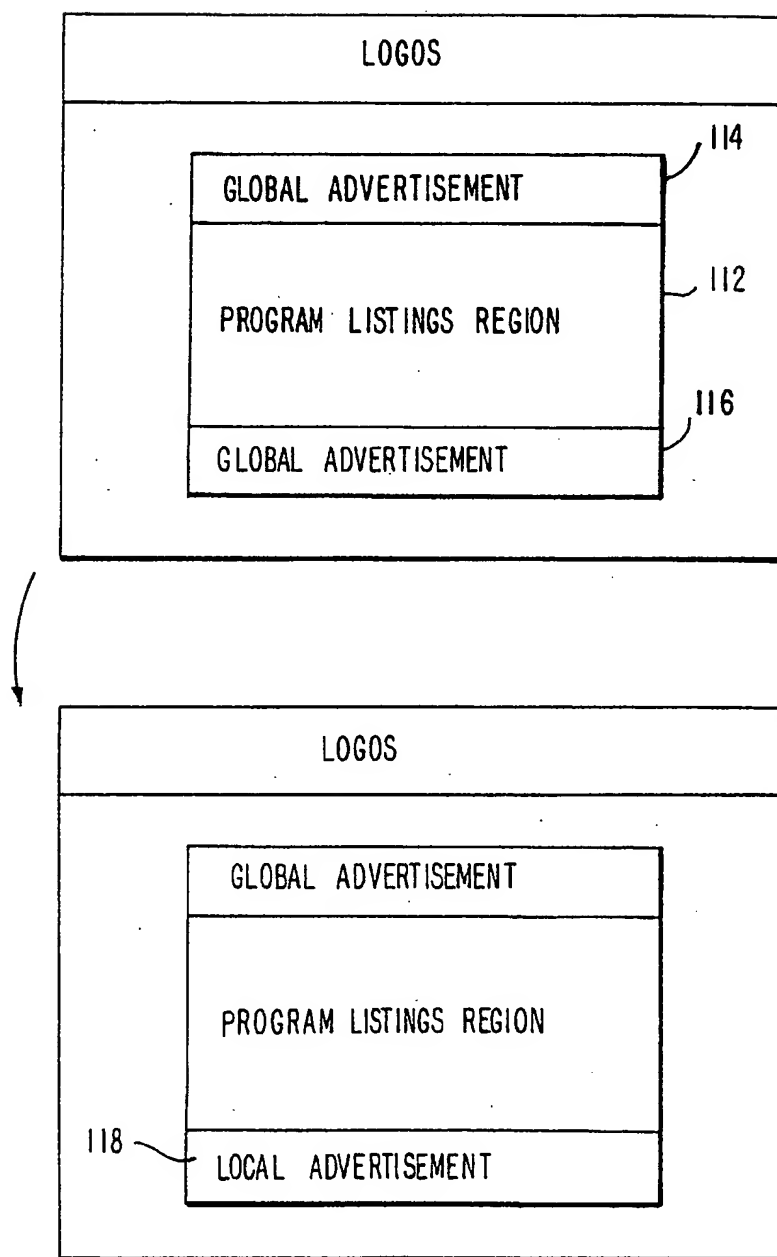 LOGOS
114
GLOBAL ADVERTISEMENT
112
PROGRAM LISTINGS REGION
116
GLOBAL ADVERTISEMENT
LOGOS
GLOBAL ADVERTISEMENT
PROGRAM LISTINGS REGION
118
LOCAL ADVERTISEMENT